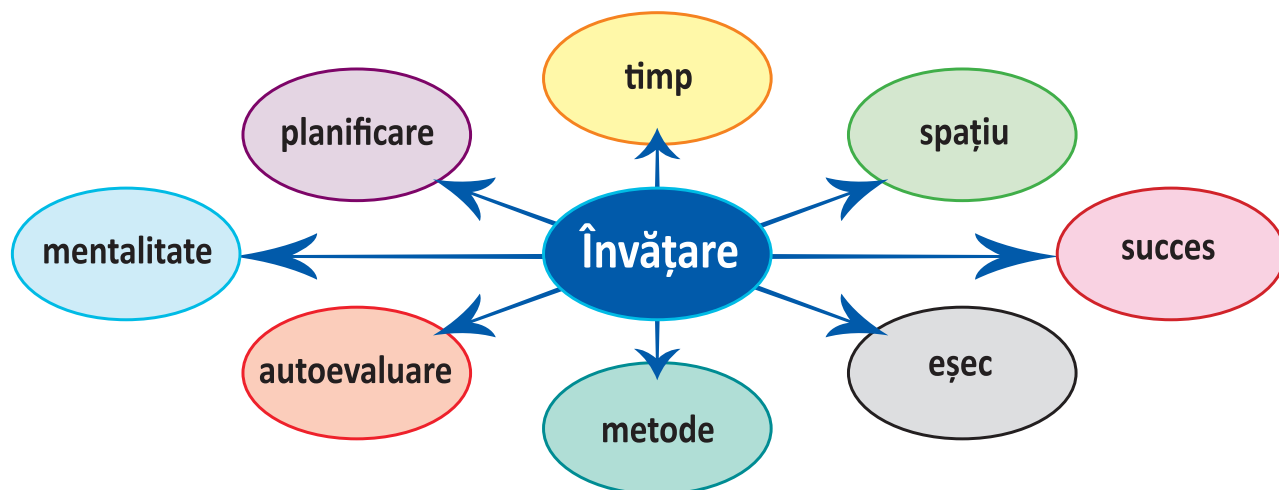 timp
planificare
spațiu
mentalitate
Învățare
succes
autoevaluare
eșec
metode